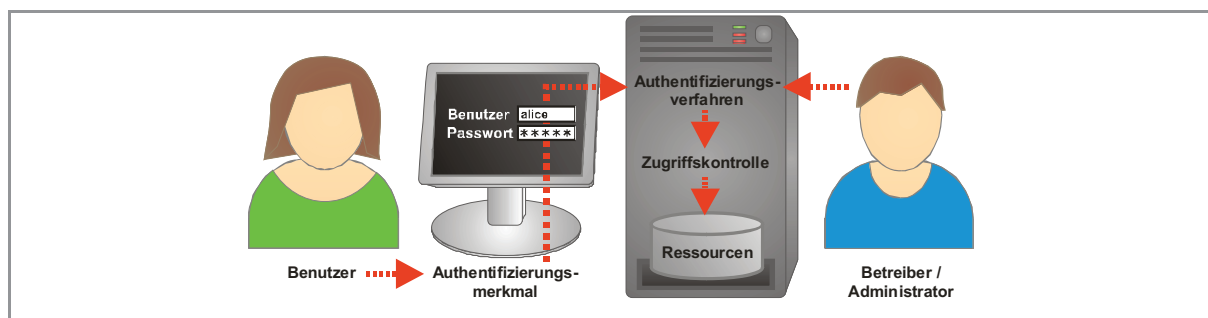 Benutzer alice
Passwort *****
Authentifizierungs-
verfahren
Zugriffskontrolle
Ressourcen
Benutzer
Authentifizierungs-
merkmal
Betreiber /
Administrator